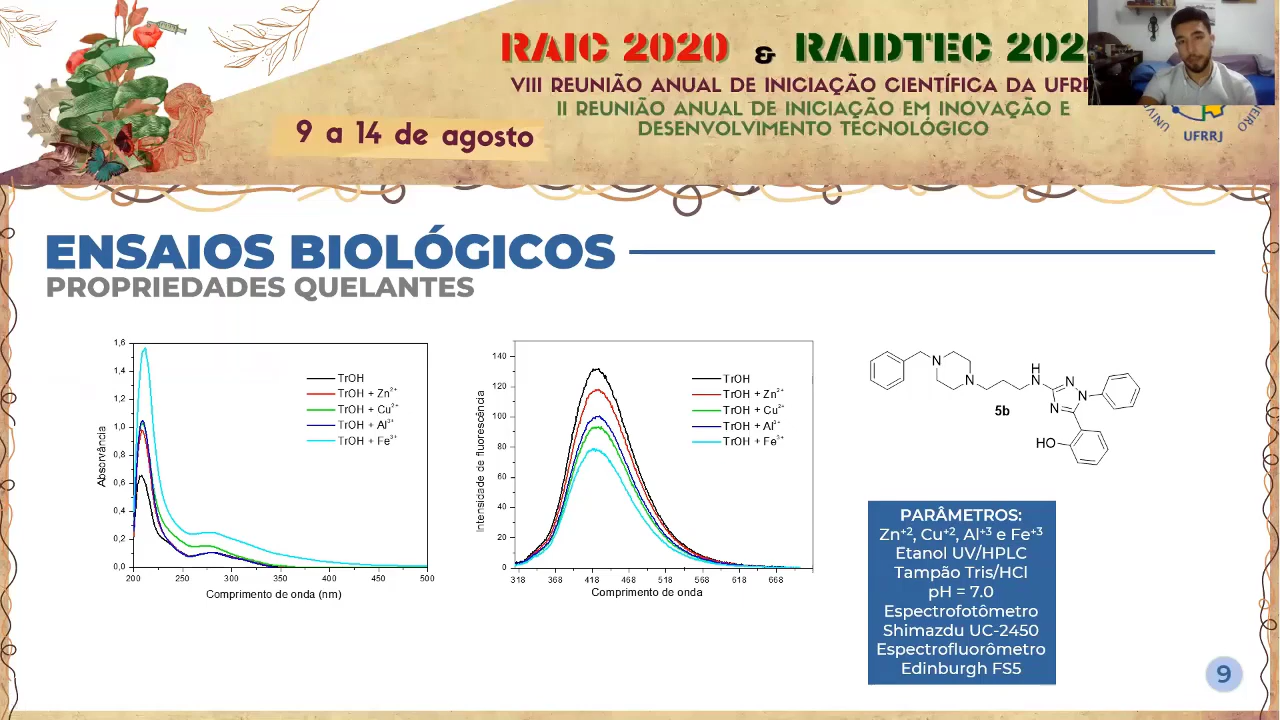 RAIC 2020 & RAIDTEC 202
VIII REUNIÃO ANUAL DE INICIAÇÃO CIENTÍFICA DA UFRR
II REUNIÃO ANUAL DE INICIAÇÃO EM INOVAÇÃO E
DESENVOLVIMENTO TECNOLÓGICO
9 a 14 de agosto
UFRRJ
ENSAIOS BIOLÓGICOS
PROPRIEDADES QUELANTES
1,6
1,4
1,2
1,0
0,8
0,6
0,4
0,2
0,0
Absorvância
TrOH
TrOH + Zn²⁺
TrOH + Cu²⁺
TrOH + Al³⁺
TrOH + Fe³⁺
200 250 300 350 400 450 500
Comprimento de onda (nm)
140
120
100
80
60
40
20
0
Intensidade de fluorescência
TrOH
TrOH + Zn²⁺
TrOH + Cu²⁺
TrOH + Al³⁺
TrOH + Fe³⁺
318 368 418 468 518 568 618 668
Comprimento de onda
N
N
H
N
N
N
N
HO
5b
PARÂMETROS:
Zn⁺², Cu⁺², Al⁺³ e Fe⁺³
Etanol UV/HPLC
Tampão Tris/HCl
pH = 7.0
Espectrofotômetro
Shimazdu UC-2450
Espectrofluorômetro
Edinburgh FS5
9